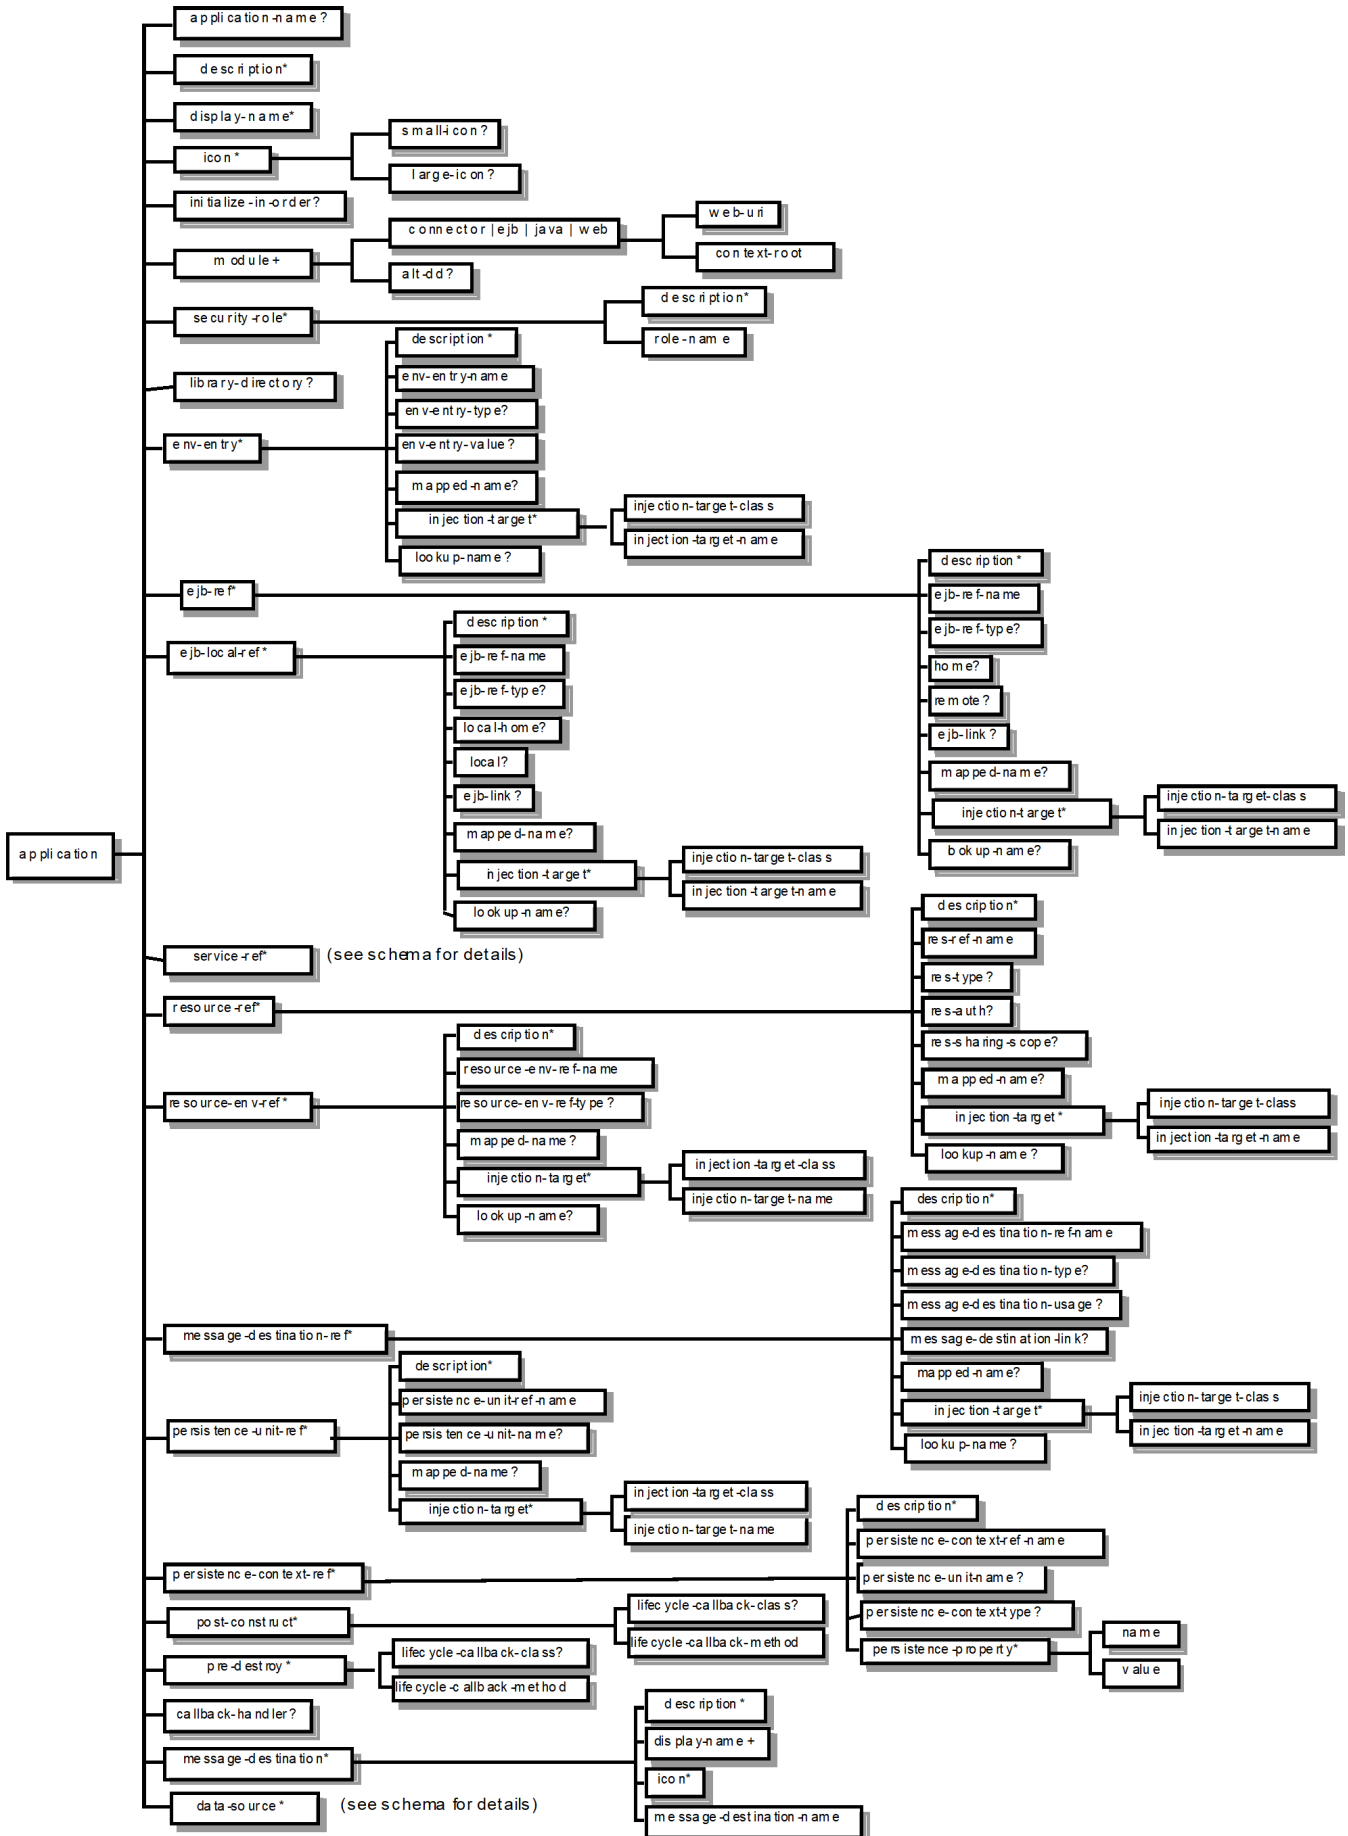 application-name?
description*
display-name*
small-icon?
icon*
large-icon?
initialize-in-order?
web-uri
connector|ejb | java | web
context-root
module+
alt-dd?
description*
security-role*
role-name
description*
env-entry-name
library-directory?
env-entry-type?
env-entry*
env-entry-value?
mapped-name?
injection-target-class
injection-target*
injection-target-name
lookup-name?
description*
ejb-ref*
ejb-ref-name
description*
ejb-ref-type?
ejb-local-ref*
ejb-ref-name
home?
ejb-ref-type?
remote?
local-home?
ejb-link?
local?
mapped-name?
ejb-link?
injection-target-class
injection-target*
mapped-name?
injection-target-name
application
lookup-name?
injection-target-class
injection-target*
injection-target-name
lookup-name?
description*
res-ref-name
service-ref*
(see schema for details)
res-type?
resource-ref*
res-auth?
description*
res-sharing-scope?
resource-env-ref-name
mapped-name?
resource-env-ref*
resource-env-ref-type?
injection-target-class
injection-target*
mapped-name?
injection-target-name
lookup-name?
injection-target-class
injection-target*
injection-target-name
description*
lookup-name?
message-destination-ref-name
message-destination-type?
message-destination-usage?
message-destination-ref*
message-destination-link?
description*
mapped-name?
persistence-unit-ref-name
injection-target-class
injection-target*
persistence-unit-ref*
persistence-unit-name?
injection-target-name
lookup-name?
mapped-name?
injection-target-class
injection-target*
description*
injection-target-name
persistence-context-ref-name
persistence-context-ref*
persistence-unit-name?
lifecycle-callback-class?
persistence-context-type?
post-construct*
name
lifecycle-callback-method
lifecycle-callback-class?
persistence-property*
pre-destroy*
value
lifecycle-callback-method
description*
callback-handler?
display-name+
message-destination*
icon*
data-source*
(see schema for details)
message-destination-name